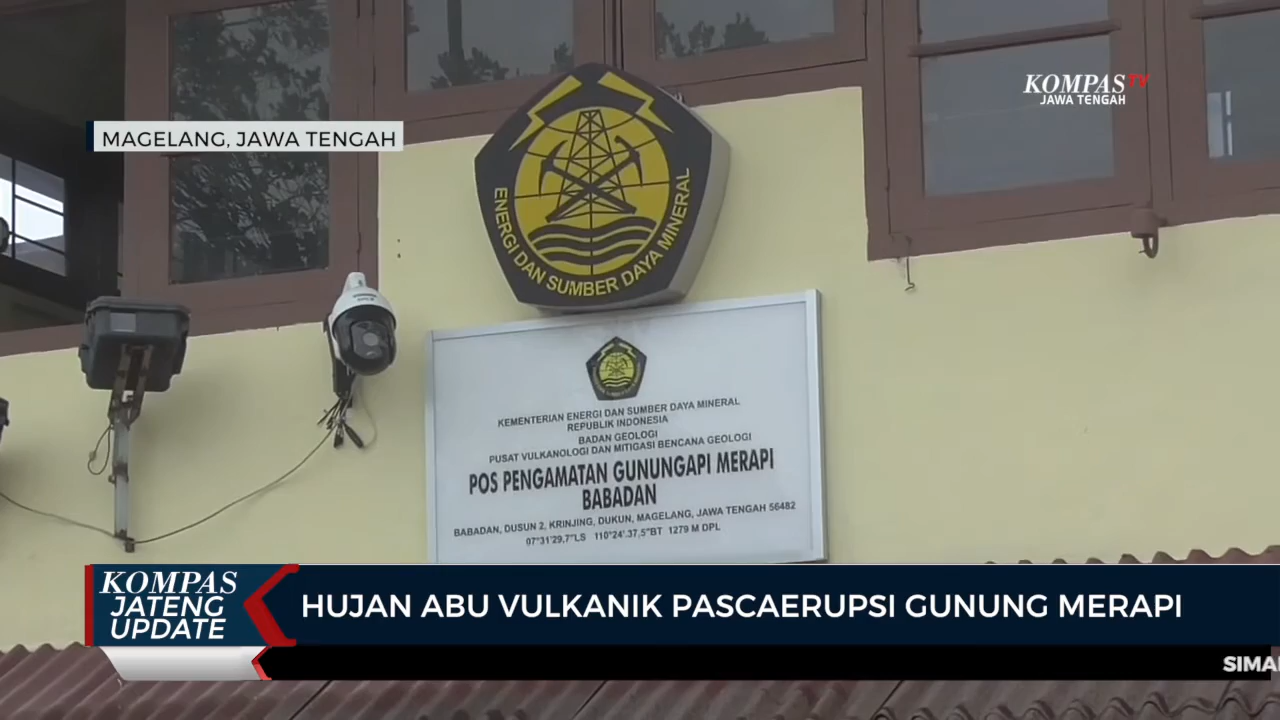 KOMPAS TV
JAWA TENGAH
MAGELANG, JAWA TENGAH
ENERGI DAN SUMBER DAYA MINERAL
KEMENTERIAN ENERGI DAN SUMBER DAYA MINERAL
REPUBLIK INDONESIA
BADAN GEOLOGI
PUSAT VULKANOLOGI DAN MITIGASI BENCANA GEOLOGI
POS PENGAMATAN GUNUNGAPI MERAPI
BABADAN
BABADAN, DUSUN 2, KRINJING, DUKUN, MAGELANG, JAWA TENGAH 56482
07°31'29,7"LS 110°24'.37,5"BT 1279 M DPL
KOMPAS
JATENG
UPDATE
HUJAN ABU VULKANIK PASCAERUPSI GUNUNG MERAPI